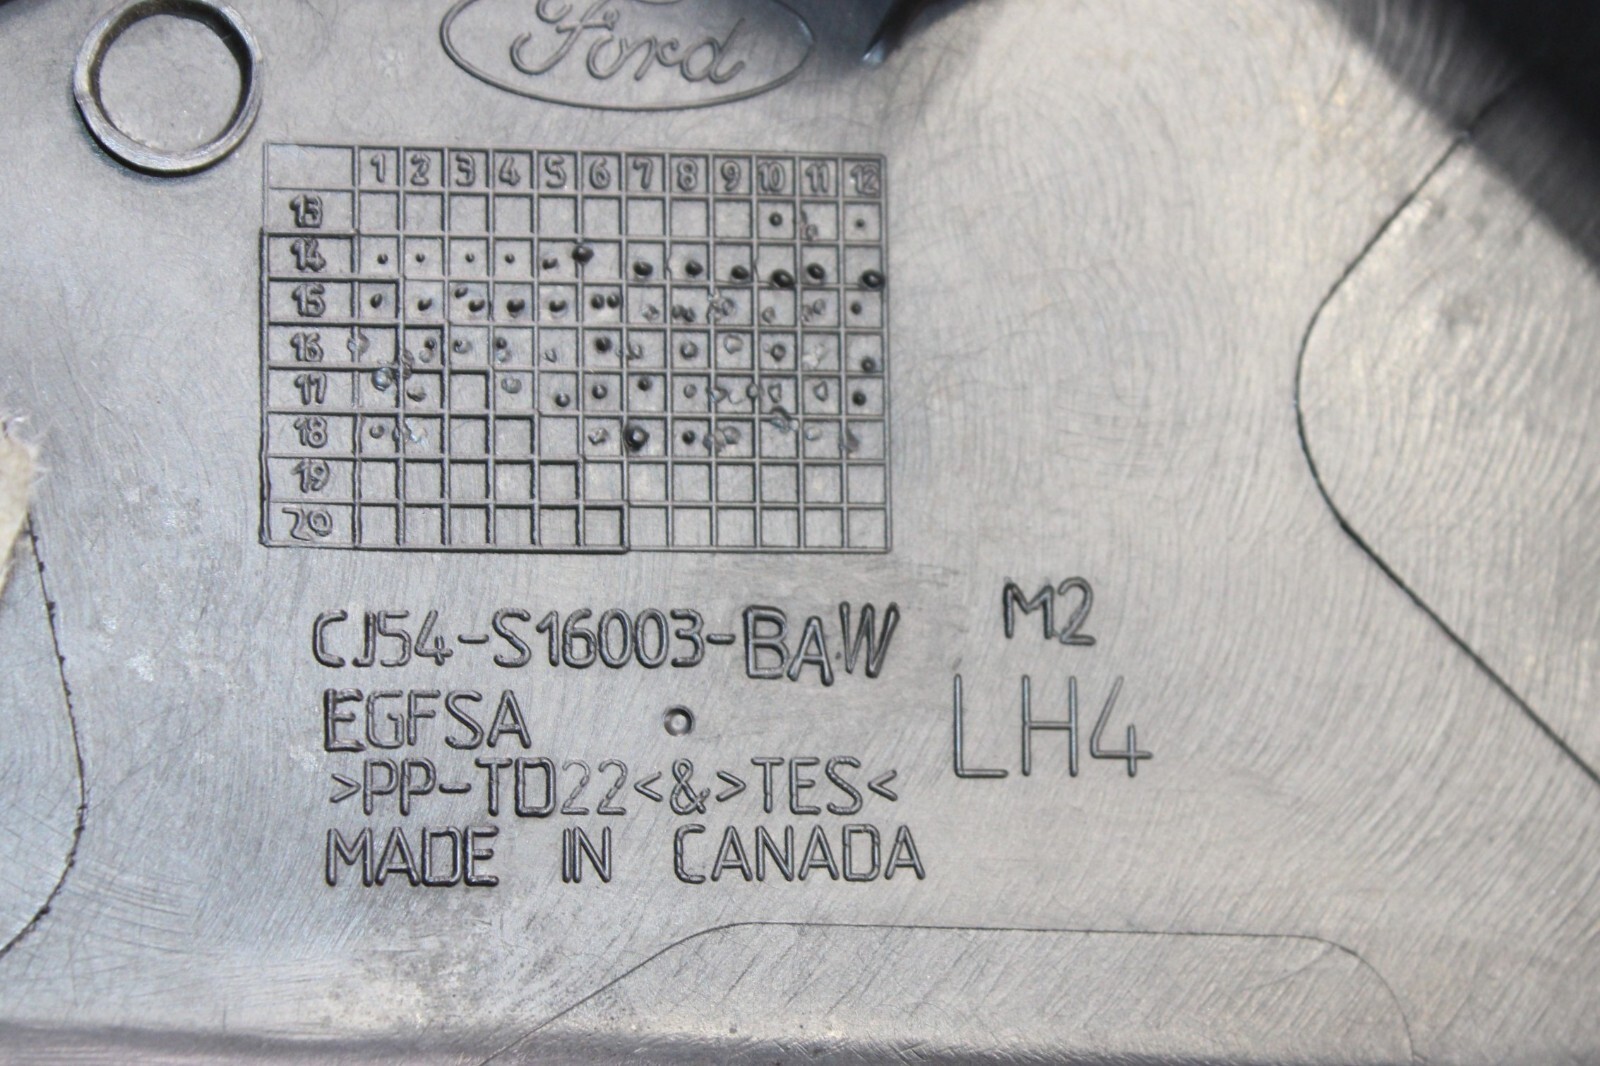 Ford
1 2 3 4 5 6 7 8 9 10 11 12
13
14
15
16
17
18
19
20
CJ54-S16003-BAW
M2
EGFSA
LH4
>PP-TD22<&>TES<
MADE IN CANADA